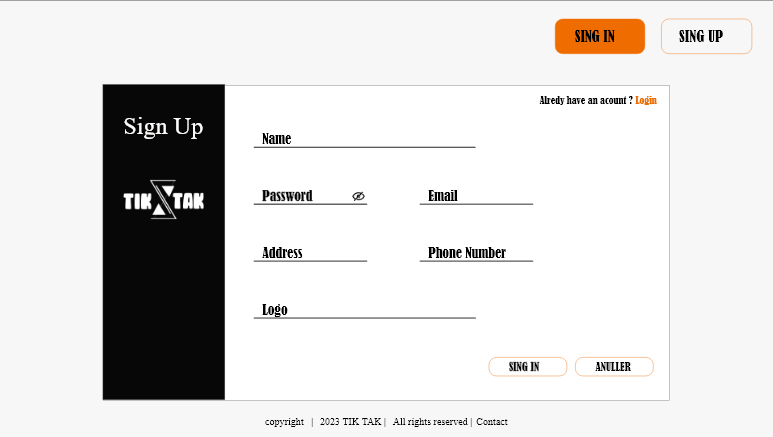 SING IN SING UP
Alredy have an acount ? Login
Sign Up
TIK TAK
Name
Password Email
Address Phone Number
Logo
SING IN ANULLER
copyright | 2023 TIK TAK | All rights reserved | Contact